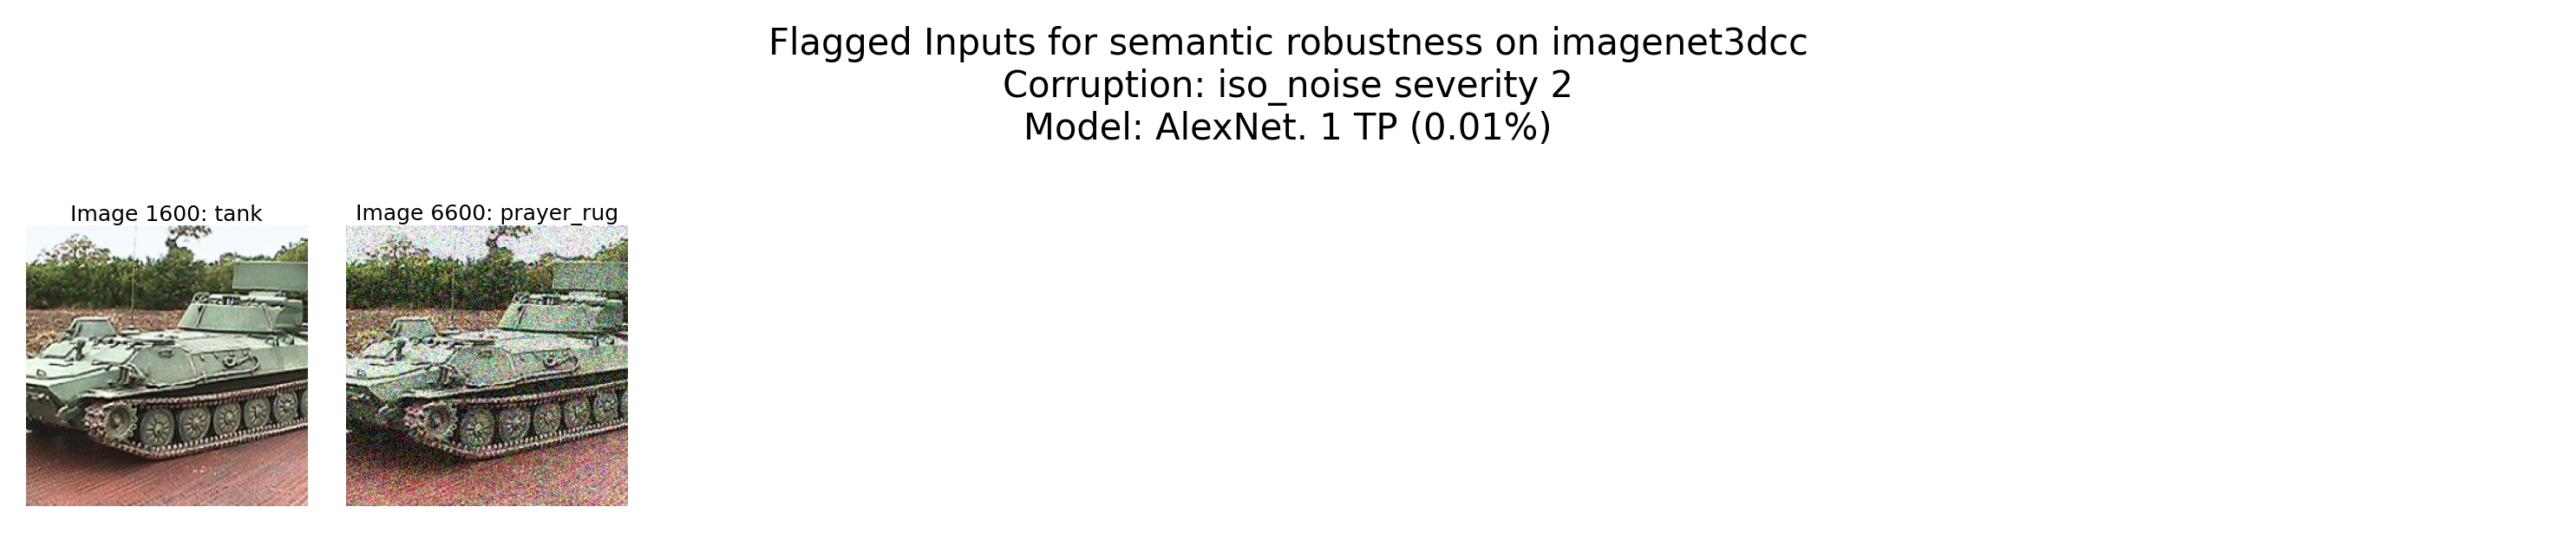 Flagged Inputs for semantic robustness on imagenet3dcc
Corruption: iso_noise severity 2
Model: AlexNet. 1 TP (0.01%)
Image 1600: tank
Image 6600: prayer_rug